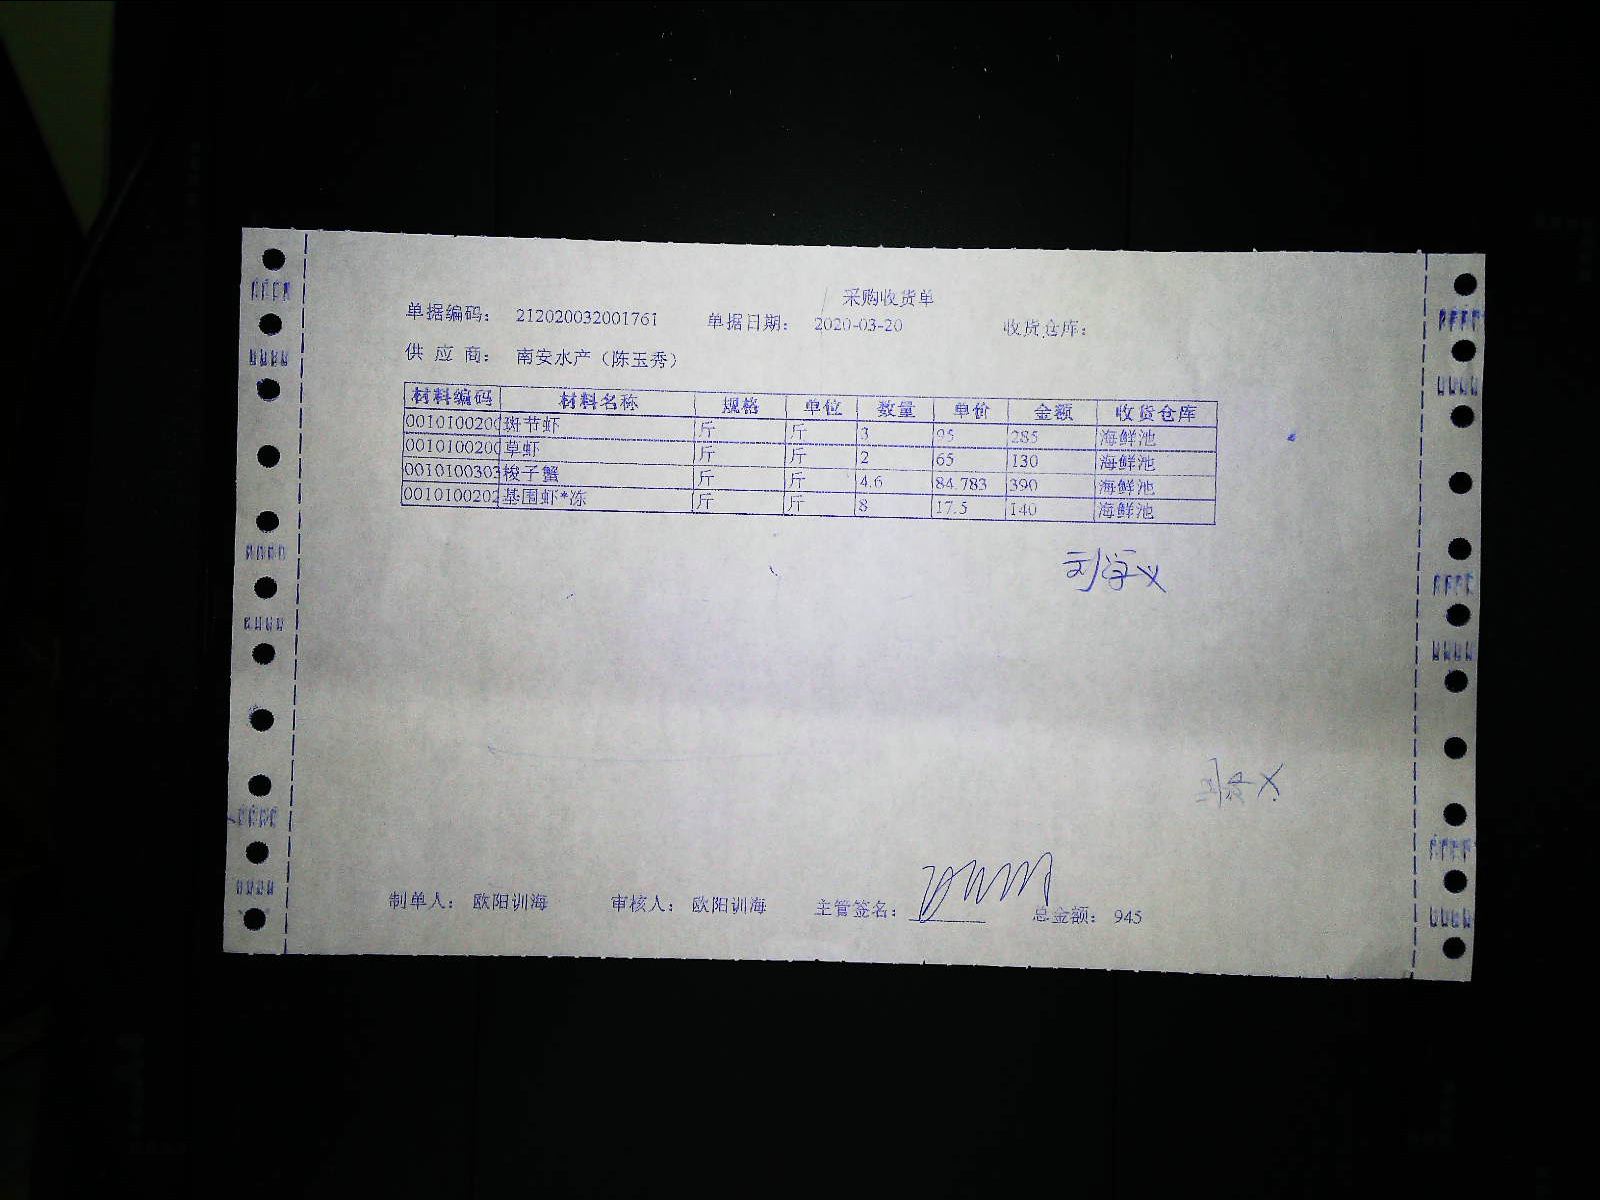 采购收货单
单据编码： 212020032001761 单据日期： 2020-03-20 收货仓库：
供 应 商： 南安水产（陈玉秀）
材料编码 材料名称 规格 单位 数量 单价 金额 收货仓库
0010100200 斑节虾 斤 斤 3 95 285 海鲜池
0010100200 草虾 斤 斤 2 65 130 海鲜池
0010100303 梭子蟹 斤 斤 4.6 84.783 390 海鲜池
0010100202 基围虾*冻 斤 斤 8 17.5 140 海鲜池
制单人： 欧阳训海 审核人： 欧阳训海 主管签名： 总金额： 945